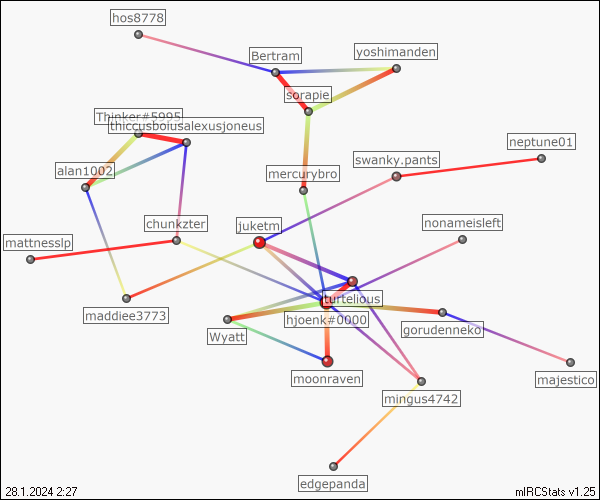 hos8778
Bertram
yoshimanden
sorapie
Thinker#5995
thiccusboiusalexusjoneus
neptune01
swanky.pants
alan1002
mercurybro
chunkzter
juketm
nonameisleft
mattnesslp
turtelious
maddiee3773
hjoenk#0000
gorudenneko
Wyatt
moonraven
majestico
mingus4742
edgepanda
28.1.2024 2:27
mIRCStats v1.25